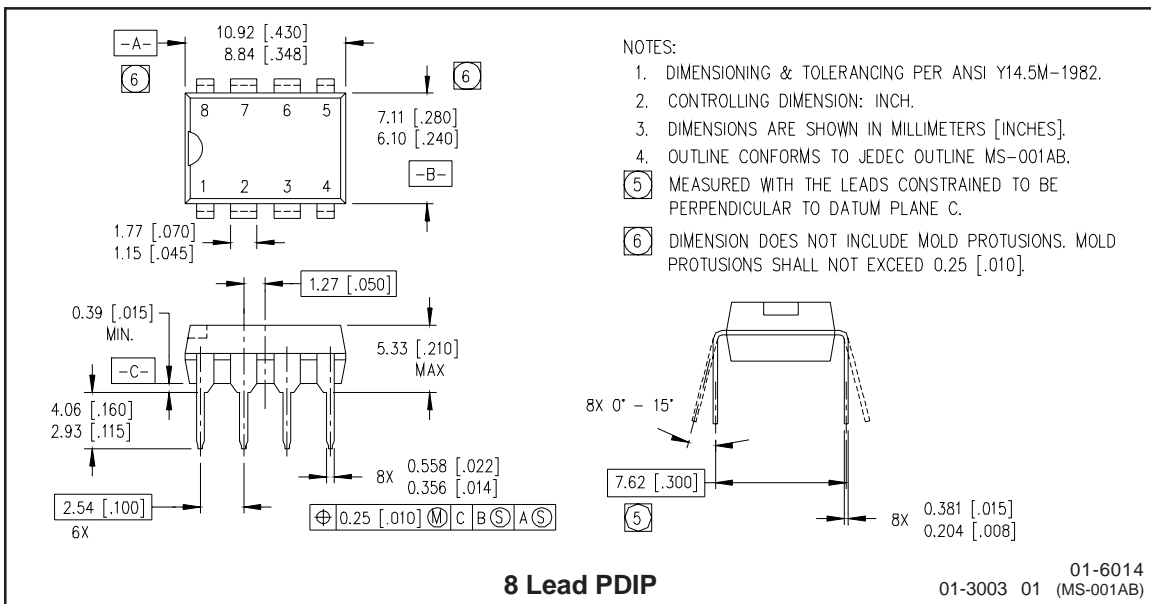 -A-
10.92 [.430]
8.84 [.348]
6
6
8 7 6 5
1 2 3 4
7.11 [.280]
6.10 [.240]
-B-
1.77 [.070]
1.15 [.045]
1.27 [.050]
0.39 [.015]
MIN.
-C-
5.33 [.210]
MAX
4.06 [.160]
2.93 [.115]
8X 0.558 [.022]
0.356 [.014]
2.54 [.100]
6X
⌖ 0.25 [.010] Ⓜ C B Ⓢ A Ⓢ
NOTES:
1. DIMENSIONING & TOLERANCING PER ANSI Y14.5M-1982.
2. CONTROLLING DIMENSION: INCH.
3. DIMENSIONS ARE SHOWN IN MILLIMETERS [INCHES].
4. OUTLINE CONFORMS TO JEDEC OUTLINE MS-001AB.
5 MEASURED WITH THE LEADS CONSTRAINED TO BE
PERPENDICULAR TO DATUM PLANE C.
6 DIMENSION DOES NOT INCLUDE MOLD PROTUSIONS. MOLD
PROTUSIONS SHALL NOT EXCEED 0.25 [.010].
8X 0° - 15°
7.62 [.300]
5
8X 0.381 [.015]
0.204 [.008]
8 Lead PDIP
01-6014
01-3003 01 (MS-001AB)